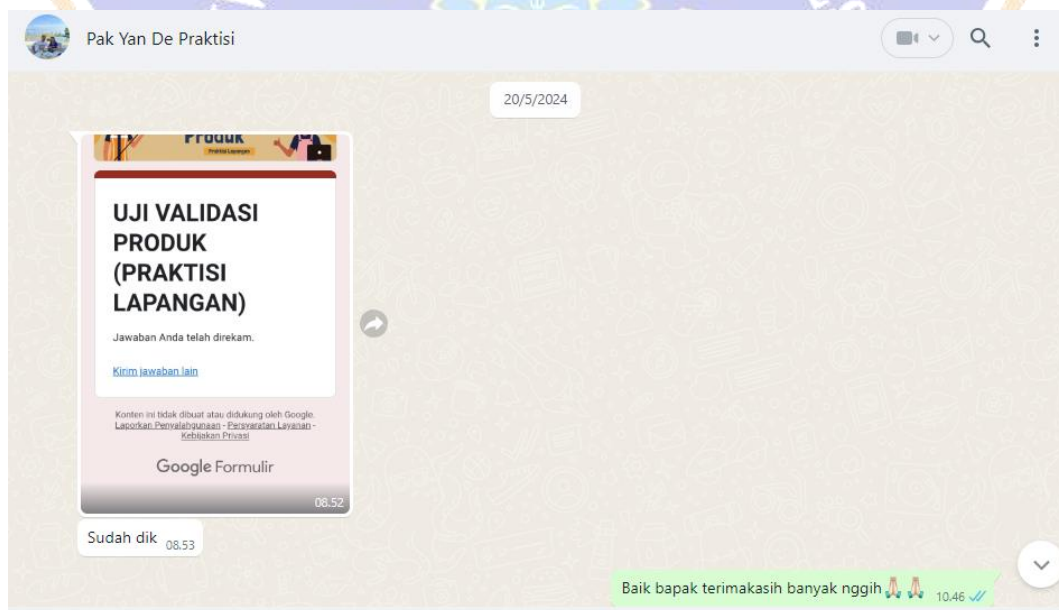 Pak Yan De Praktisi
20/5/2024
Produk
Praktisi Lapangan
UJI VALIDASI
PRODUK
(PRAKTISI
LAPANGAN)
Jawaban Anda telah direkam.
Kirim jawaban lain
Konten ini tidak dibuat atau didukung oleh Google.
Laporkan Penyalahgunaan - Persyaratan Layanan -
Kebijakan Privasi
Google Formulir
08.52
Sudah dik 08.53
Baik bapak terimakasih banyak nggih🙏🏻🙏🏻 10.46